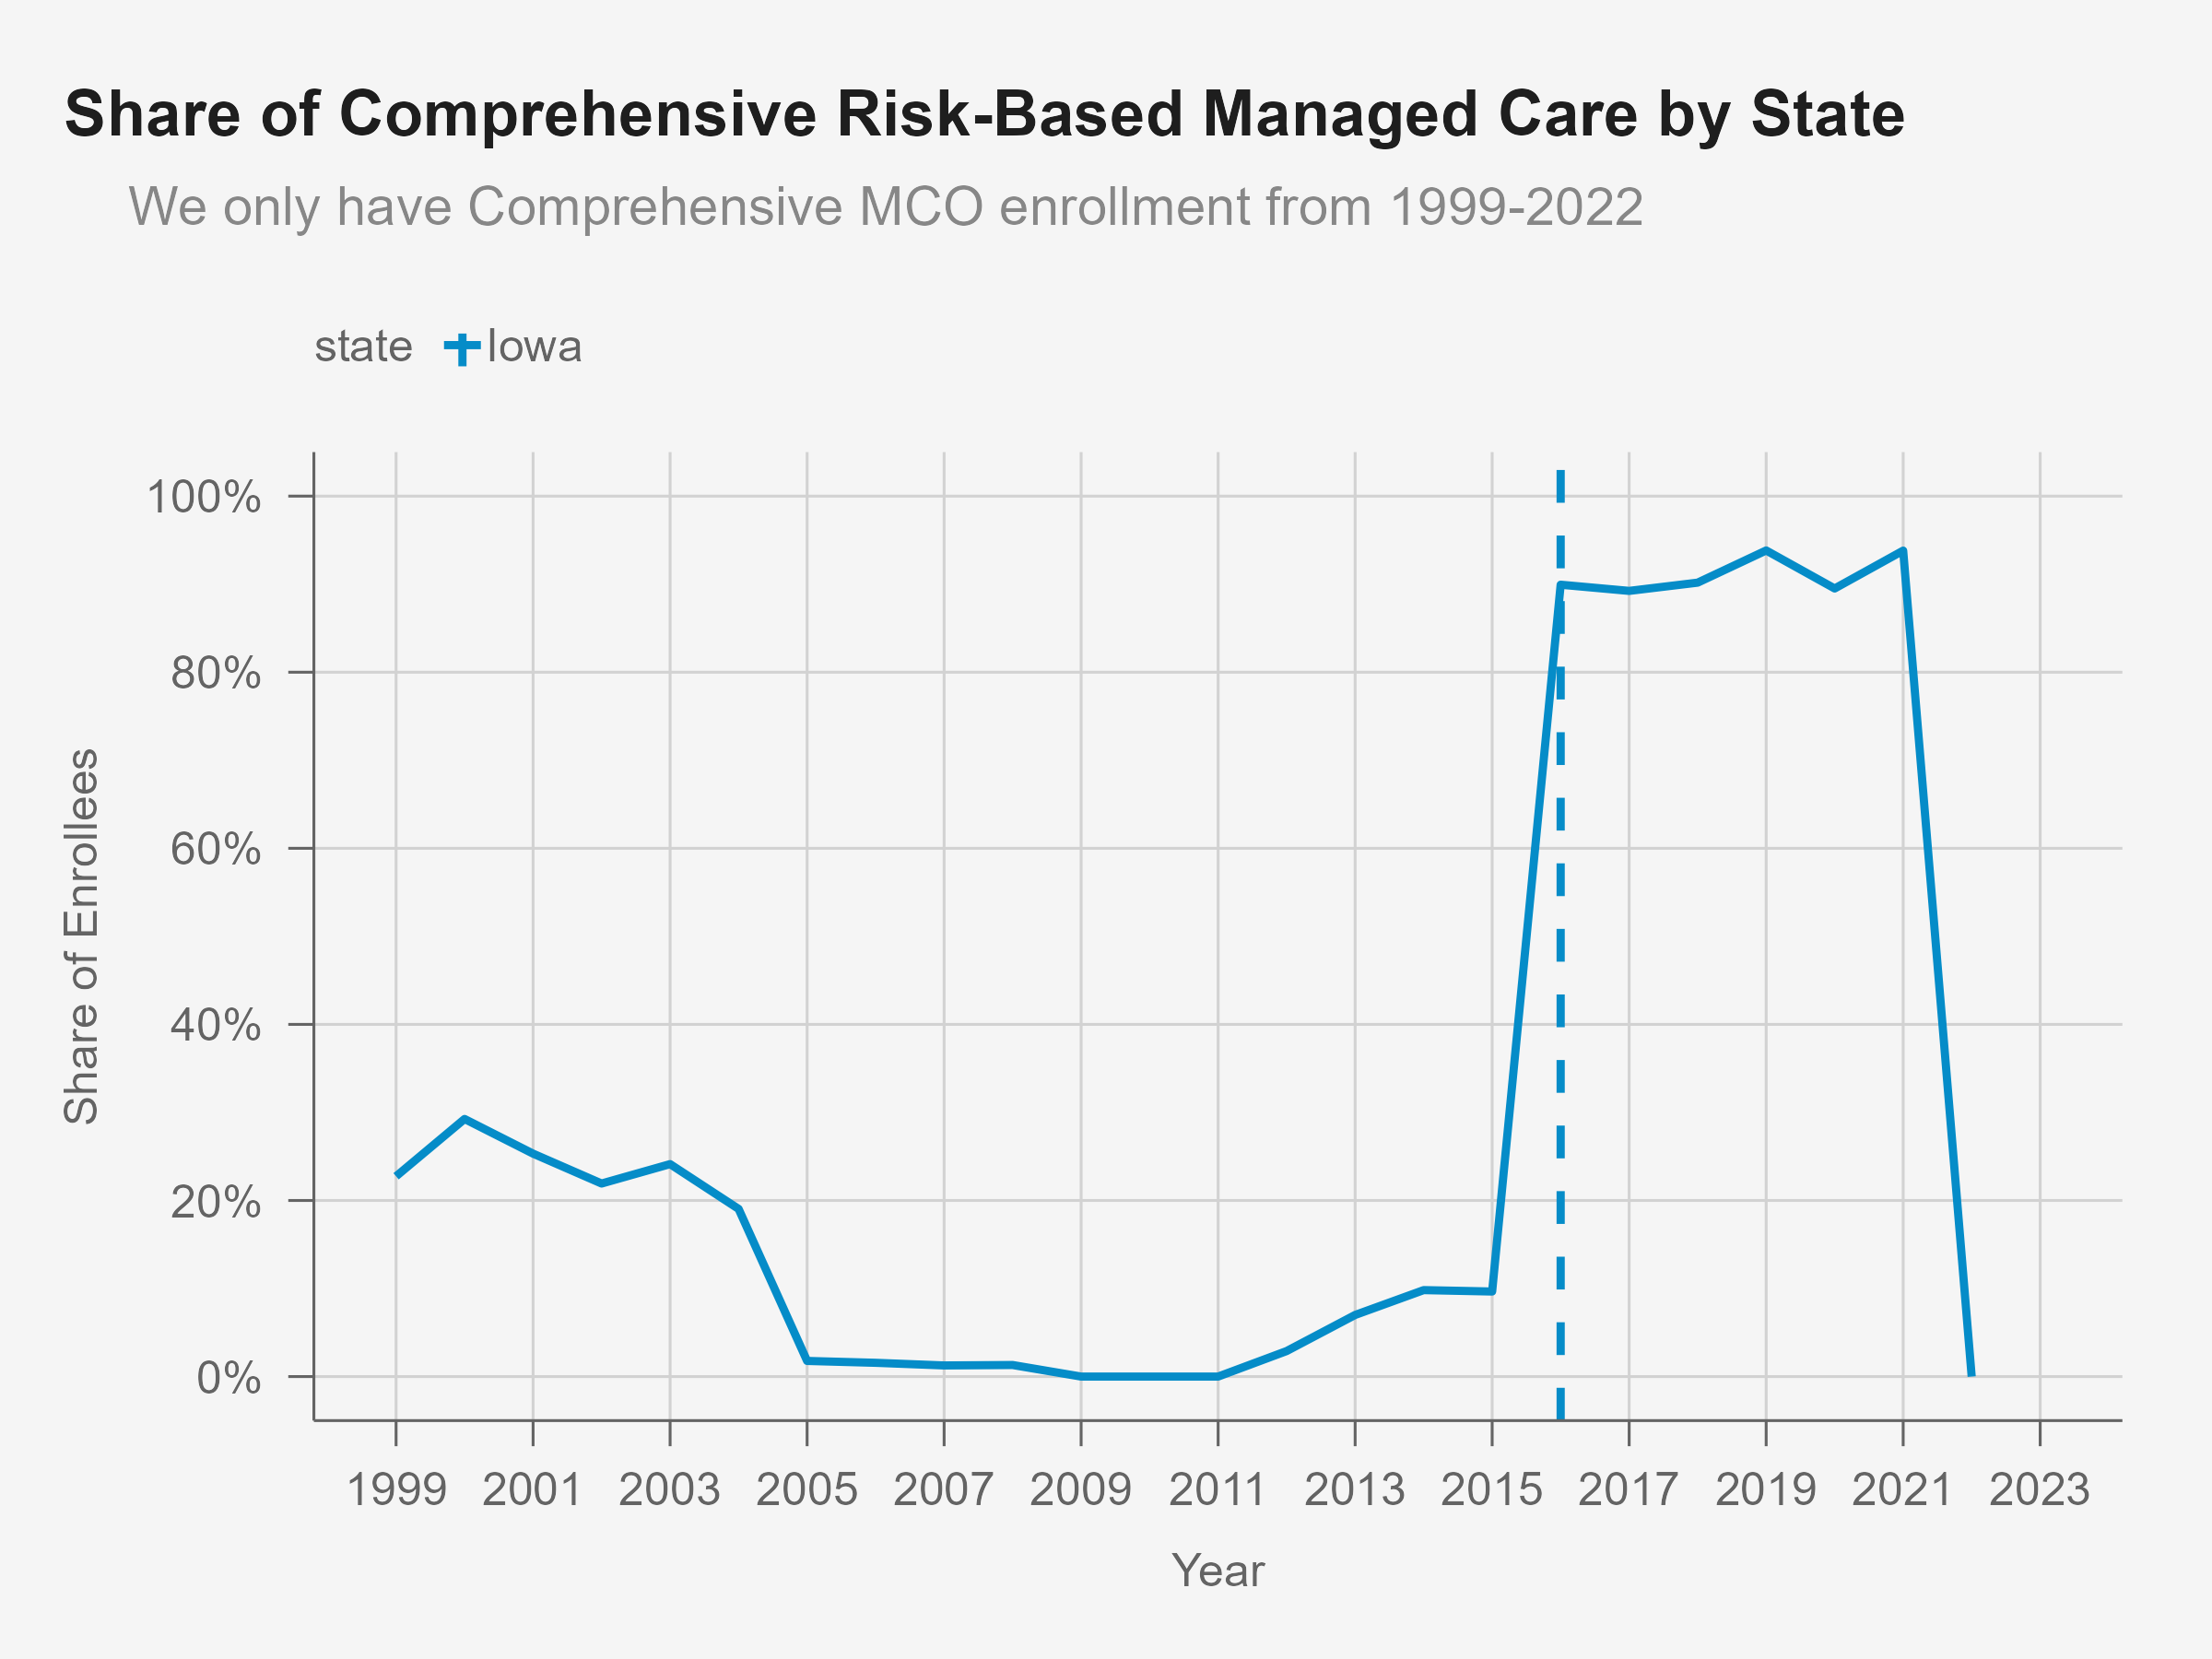 Share of Comprehensive Risk-Based Managed Care by State
We only have Comprehensive MCO enrollment from 1999-2022
state Iowa
100%
80%
60%
40%
20%
0%
Share of Enrollees
1999 2001 2003 2005 2007 2009 2011 2013 2015 2017 2019 2021 2023
Year